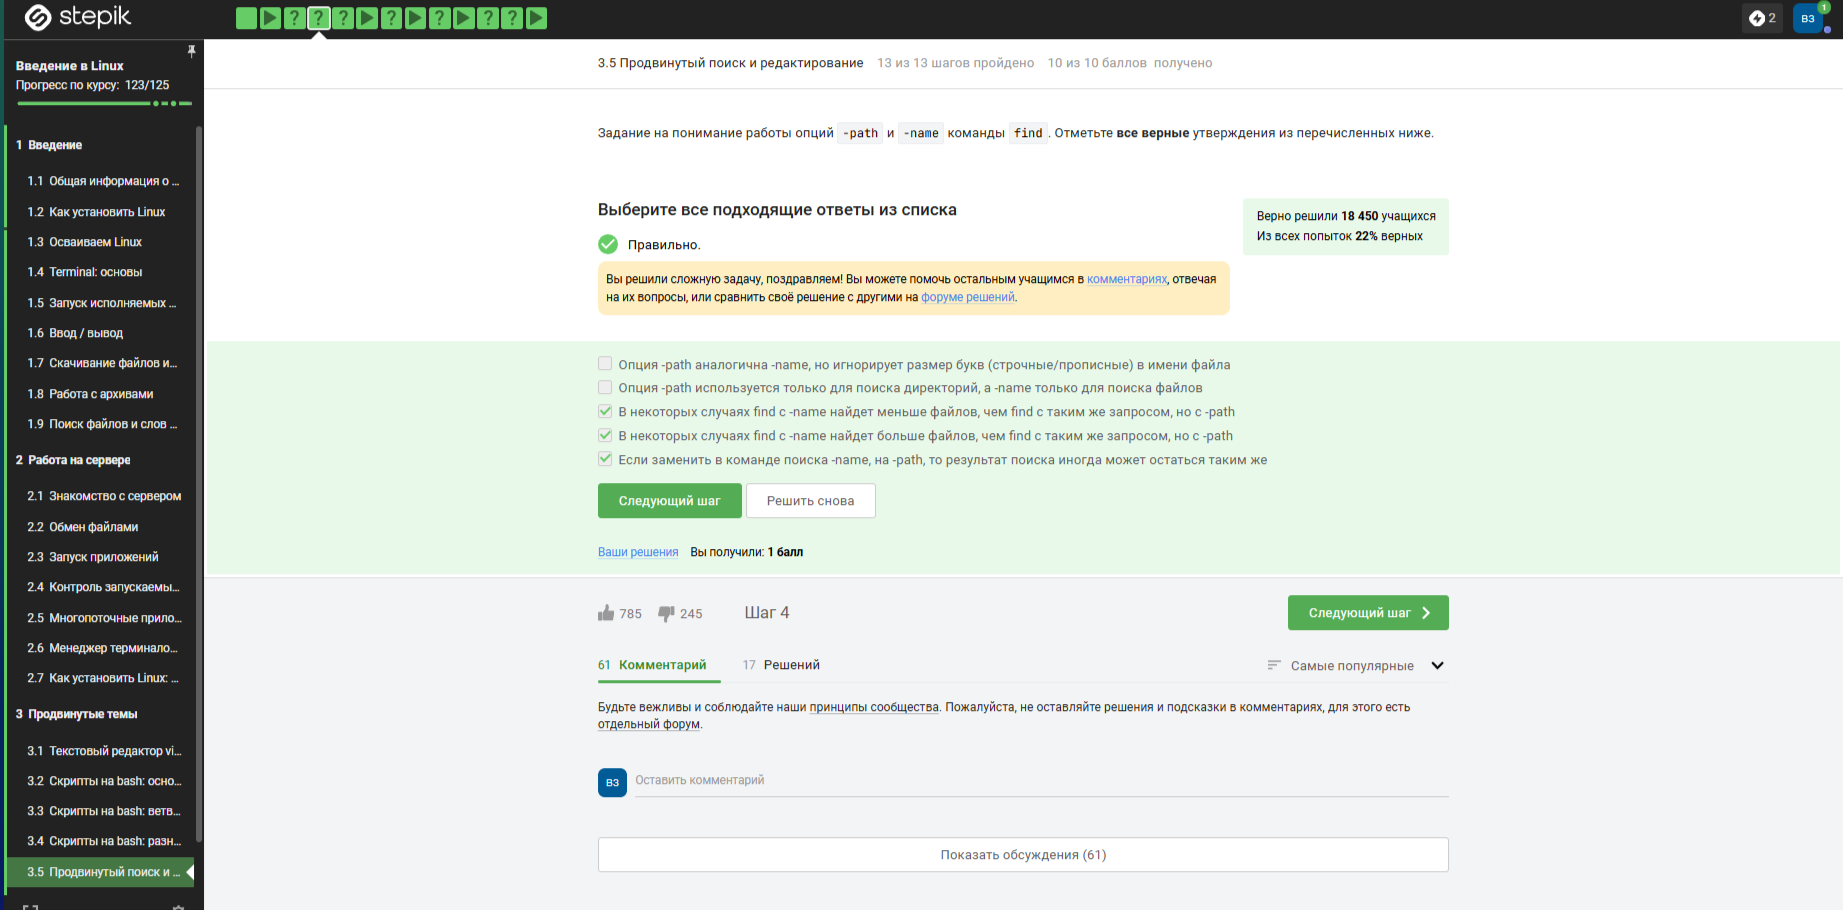 stepik
? ? ? ? ? ? ?
2
ВЗ
1
Введение в Linux
Прогресс по курсу: 123/125
1 Введение
1.1 Общая информация о ...
1.2 Как установить Linux
1.3 Осваиваем Linux
1.4 Terminal: основы
1.5 Запуск исполняемых ...
1.6 Ввод / вывод
1.7 Скачивание файлов и...
1.8 Работа с архивами
1.9 Поиск файлов и слов ...
2 Работа на сервере
2.1 Знакомство с сервером
2.2 Обмен файлами
2.3 Запуск приложений
2.4 Контроль запускаемы...
2.5 Многопоточные прило...
2.6 Менеджер терминало...
2.7 Как установить Linux: ...
3 Продвинутые темы
3.1 Текстовый редактор vi...
3.2 Скрипты на bash: осно...
3.3 Скрипты на bash: ветв...
3.4 Скрипты на bash: разн...
3.5 Продвинутый поиск и ...
3.5 Продвинутый поиск и редактирование 13 из 13 шагов пройдено 10 из 10 баллов получено
Задание на понимание работы опций -path и -name команды find . Отметьте все верные утверждения из перечисленных ниже.
Выберите все подходящие ответы из списка
Верно решили 18 450 учащихся
Из всех попыток 22% верных
Правильно.
Вы решили сложную задачу, поздравляем! Вы можете помочь остальным учащимся в комментариях, отвечая
на их вопросы, или сравнить своё решение с другими на форуме решений.
Опция -path аналогична -name, но игнорирует размер букв (строчные/прописные) в имени файла
Опция -path используется только для поиска директорий, а -name только для поиска файлов
В некоторых случаях find с -name найдет меньше файлов, чем find с таким же запросом, но с -path
В некоторых случаях find с -name найдет больше файлов, чем find с таким же запросом, но с -path
Если заменить в команде поиска -name, на -path, то результат поиска иногда может остаться таким же
Следующий шаг Решить снова
Ваши решения Вы получили: 1 балл
785 245 Шаг 4 Следующий шаг
61 Комментарий 17 Решений Самые популярные
Будьте вежливы и соблюдайте наши принципы сообщества. Пожалуйста, не оставляйте решения и подсказки в комментариях, для этого есть
отдельный форум.
ВЗ Оставить комментарий
Показать обсуждения (61)